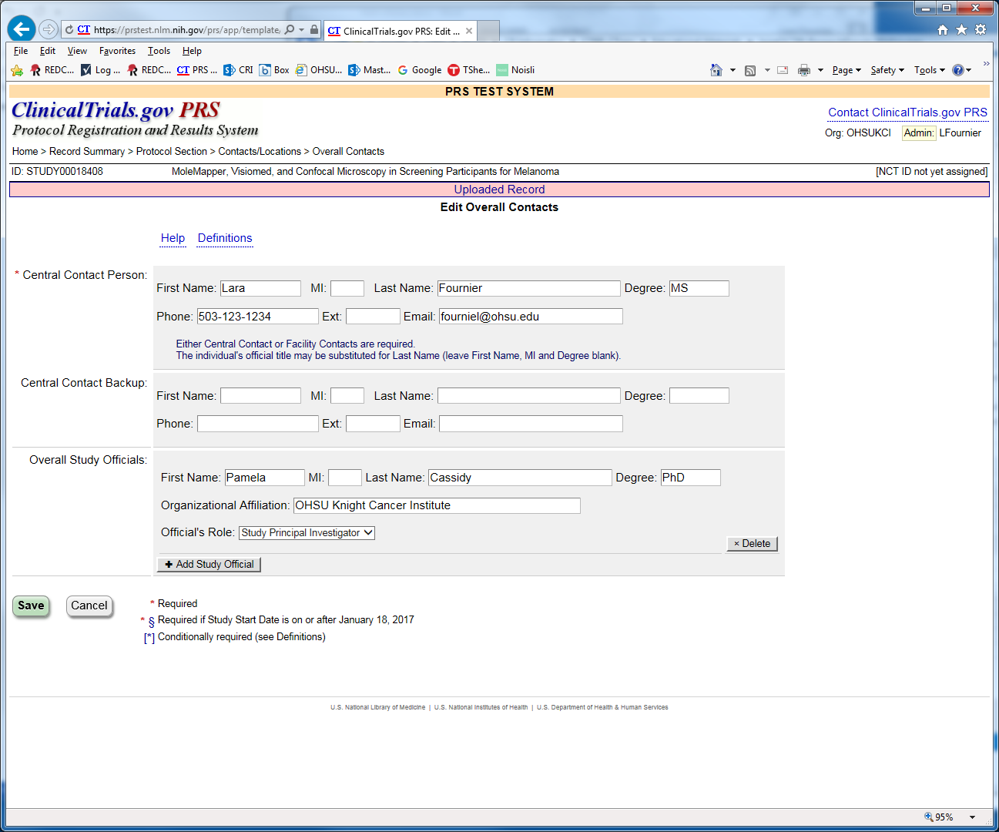 CT https://prstest.nlm.nih.gov/prs/app/template, CT ClinicalTrials.gov PRS: Edit ... ×
File Edit View Favorites Tools Help
REDC... Log ... REDC... CT PRS ... CRI Box OHSU... Mast... Google TShe... Noisli Page Safety Tools
PRS TEST SYSTEM
ClinicalTrials.gov PRS
Protocol Registration and Results System
Contact ClinicalTrials.gov PRS
Org: OHSUKCI Admin: LFournier
Home > Record Summary > Protocol Section > Contacts/Locations > Overall Contacts
ID: STUDY00018408 MoleMapper, Visiomed, and Confocal Microscopy in Screening Participants for Melanoma [NCT ID not yet assigned]
Uploaded Record
Edit Overall Contacts
Help Definitions
* Central Contact Person:
First Name: Lara MI: Last Name: Fournier Degree: MS
Phone: 503-123-1234 Ext: Email: fourniel@ohsu.edu
Either Central Contact or Facility Contacts are required.
The individual's official title may be substituted for Last Name (leave First Name, MI and Degree blank).
Central Contact Backup:
First Name: MI: Last Name: Degree:
Phone: Ext: Email:
Overall Study Officials:
First Name: Pamela MI: Last Name: Cassidy Degree: PhD
Organizational Affiliation: OHSU Knight Cancer Institute
Official's Role: Study Principal Investigator
× Delete
+ Add Study Official
Save Cancel
* Required
* § Required if Study Start Date is on or after January 18, 2017
[*] Conditionally required (see Definitions)
U.S. National Library of Medicine | U.S. National Institutes of Health | U.S. Department of Health & Human Services
95%